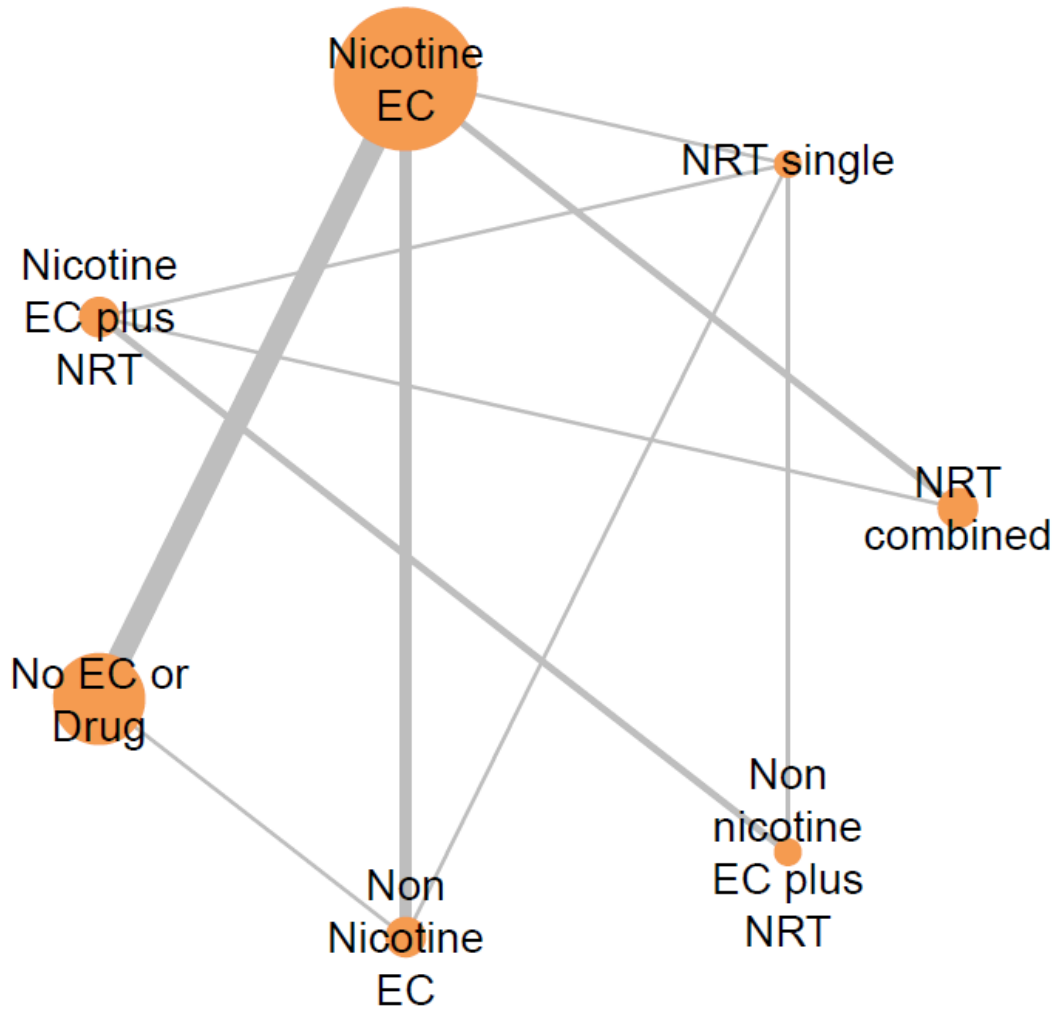 Nicotine
EC
NRT single
Nicotine
EC plus
NRT
NRT
combined
No EC or
Drug
Non
nicotine
EC plus
NRT
Non
Nicotine
EC